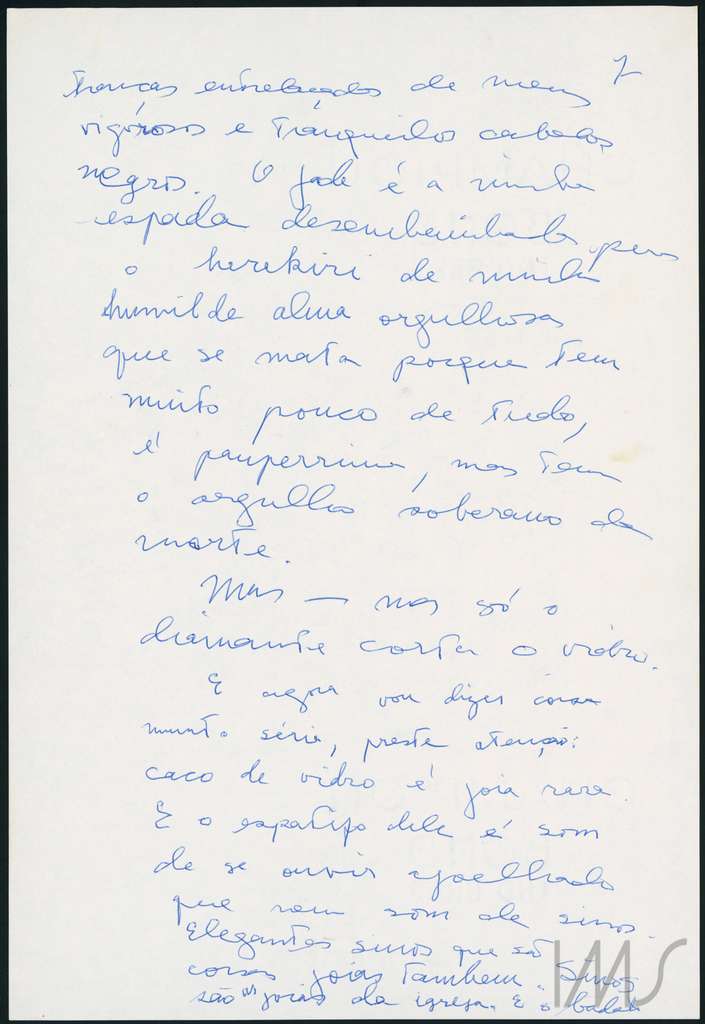 7
tranças entrelaçadas de meus
vigorosos e tranquilos cabelos
negros. O jade é a minha
espada desembainhada para
o herekiri de minha
humilde alma orgulhosa
que se mata porque tem
muito pouco de tudo,
é paupérrima, mas tem
o orgulho soberano da
morte.
Mas — mas só o
diamante corta o vidro.
E agora vou dizer coisa
muito séria, preste atenção:
caco de vidro é joia rara.
E o espatifo dele é som
de se ouvir ajoelhado
que nem som de sinos.
Elegantes sinos que são
coisas joias também. Sinos
são as joias da igreja. E o badalo
IMS